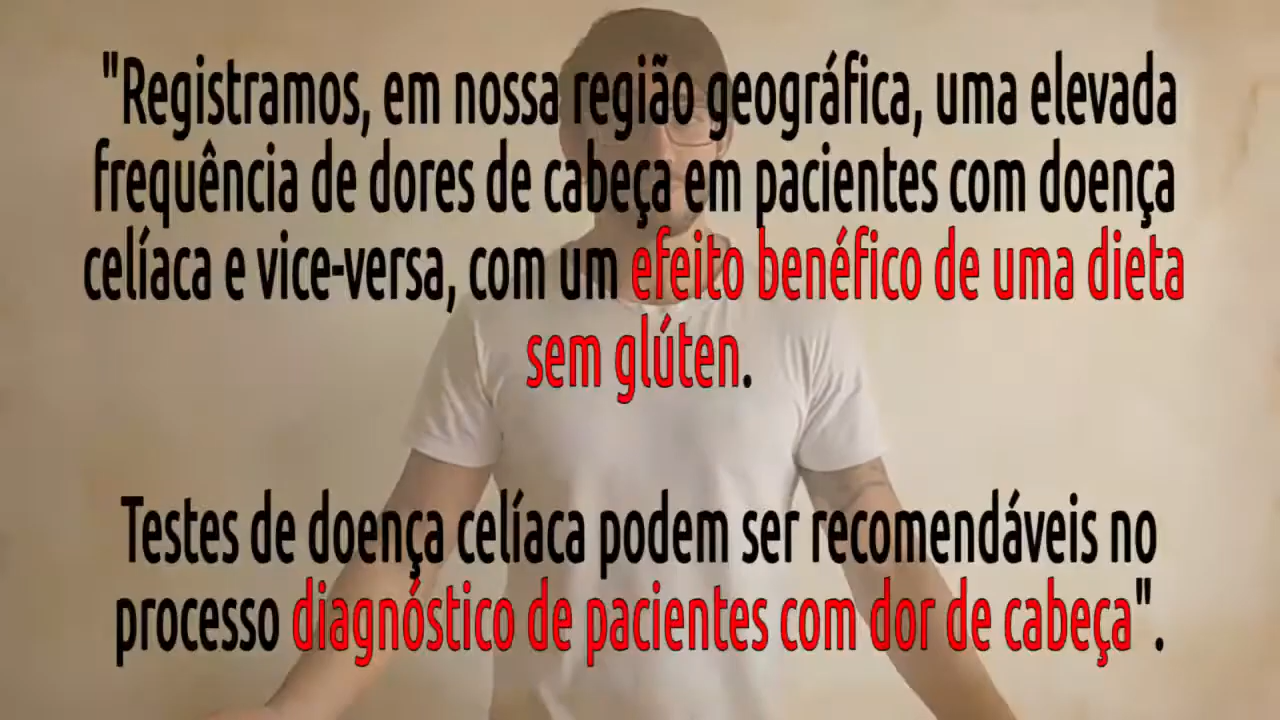 "Registramos, em nossa região geográfica, uma elevada
frequência de dores de cabeça em pacientes com doença
celíaca e vice-versa, com um efeito benéfico de uma dieta
sem glúten.
Testes de doença celíaca podem ser recomendáveis no
processo diagnóstico de pacientes com dor de cabeça".